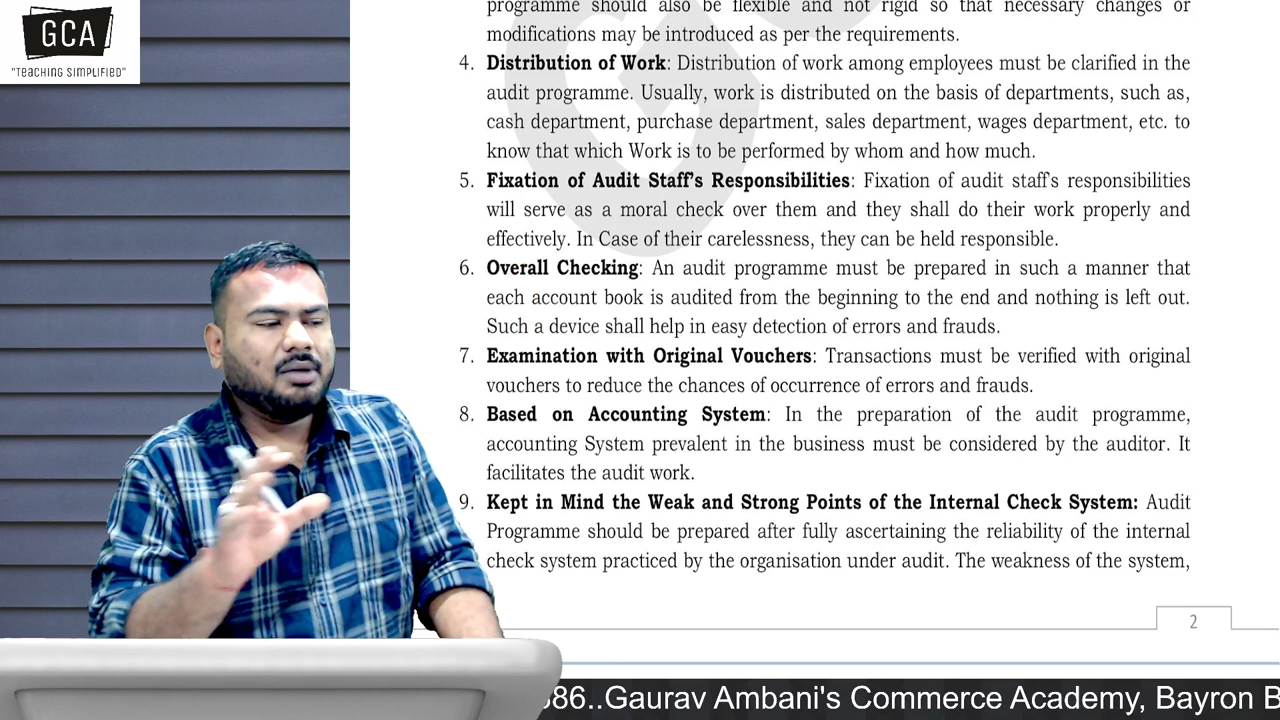 GCA
"TEACHING SIMPLIFIED"
programme should also be flexible and not rigid so that necessary changes or
modifications may be introduced as per the requirements.
4. Distribution of Work: Distribution of work among employees must be clarified in the
audit programme. Usually, work is distributed on the basis of departments, such as,
cash department, purchase department, sales department, wages department, etc. to
know that which Work is to be performed by whom and how much.
5. Fixation of Audit Staff's Responsibilities: Fixation of audit staff's responsibilities
will serve as a moral check over them and they shall do their work properly and
effectively. In Case of their carelessness, they can be held responsible.
6. Overall Checking: An audit programme must be prepared in such a manner that
each account book is audited from the beginning to the end and nothing is left out.
Such a device shall help in easy detection of errors and frauds.
7. Examination with Original Vouchers: Transactions must be verified with original
vouchers to reduce the chances of occurrence of errors and frauds.
8. Based on Accounting System: In the preparation of the audit programme,
accounting System prevalent in the business must be considered by the auditor. It
facilitates the audit work.
9. Kept in Mind the Weak and Strong Points of the Internal Check System: Audit
Programme should be prepared after fully ascertaining the reliability of the internal
check system practiced by the organisation under audit. The weakness of the system,
2
86..Gaurav Ambani's Commerce Academy, Bayron B